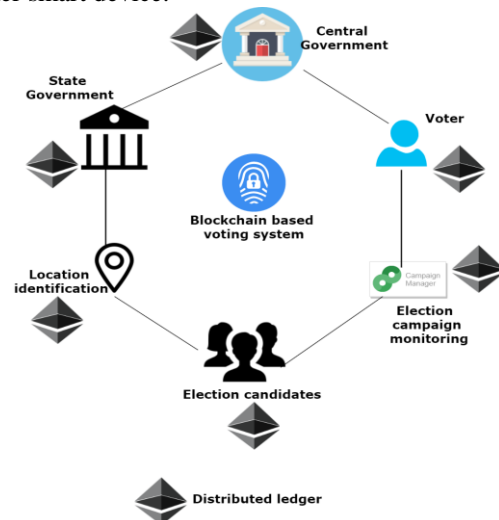 ter smart device.
Central
Government
State
Government
Voter
Blockchain based
voting system
Location
identification
Campaign
Manager
Election
campaign
monitoring
Election candidates
Distributed ledger